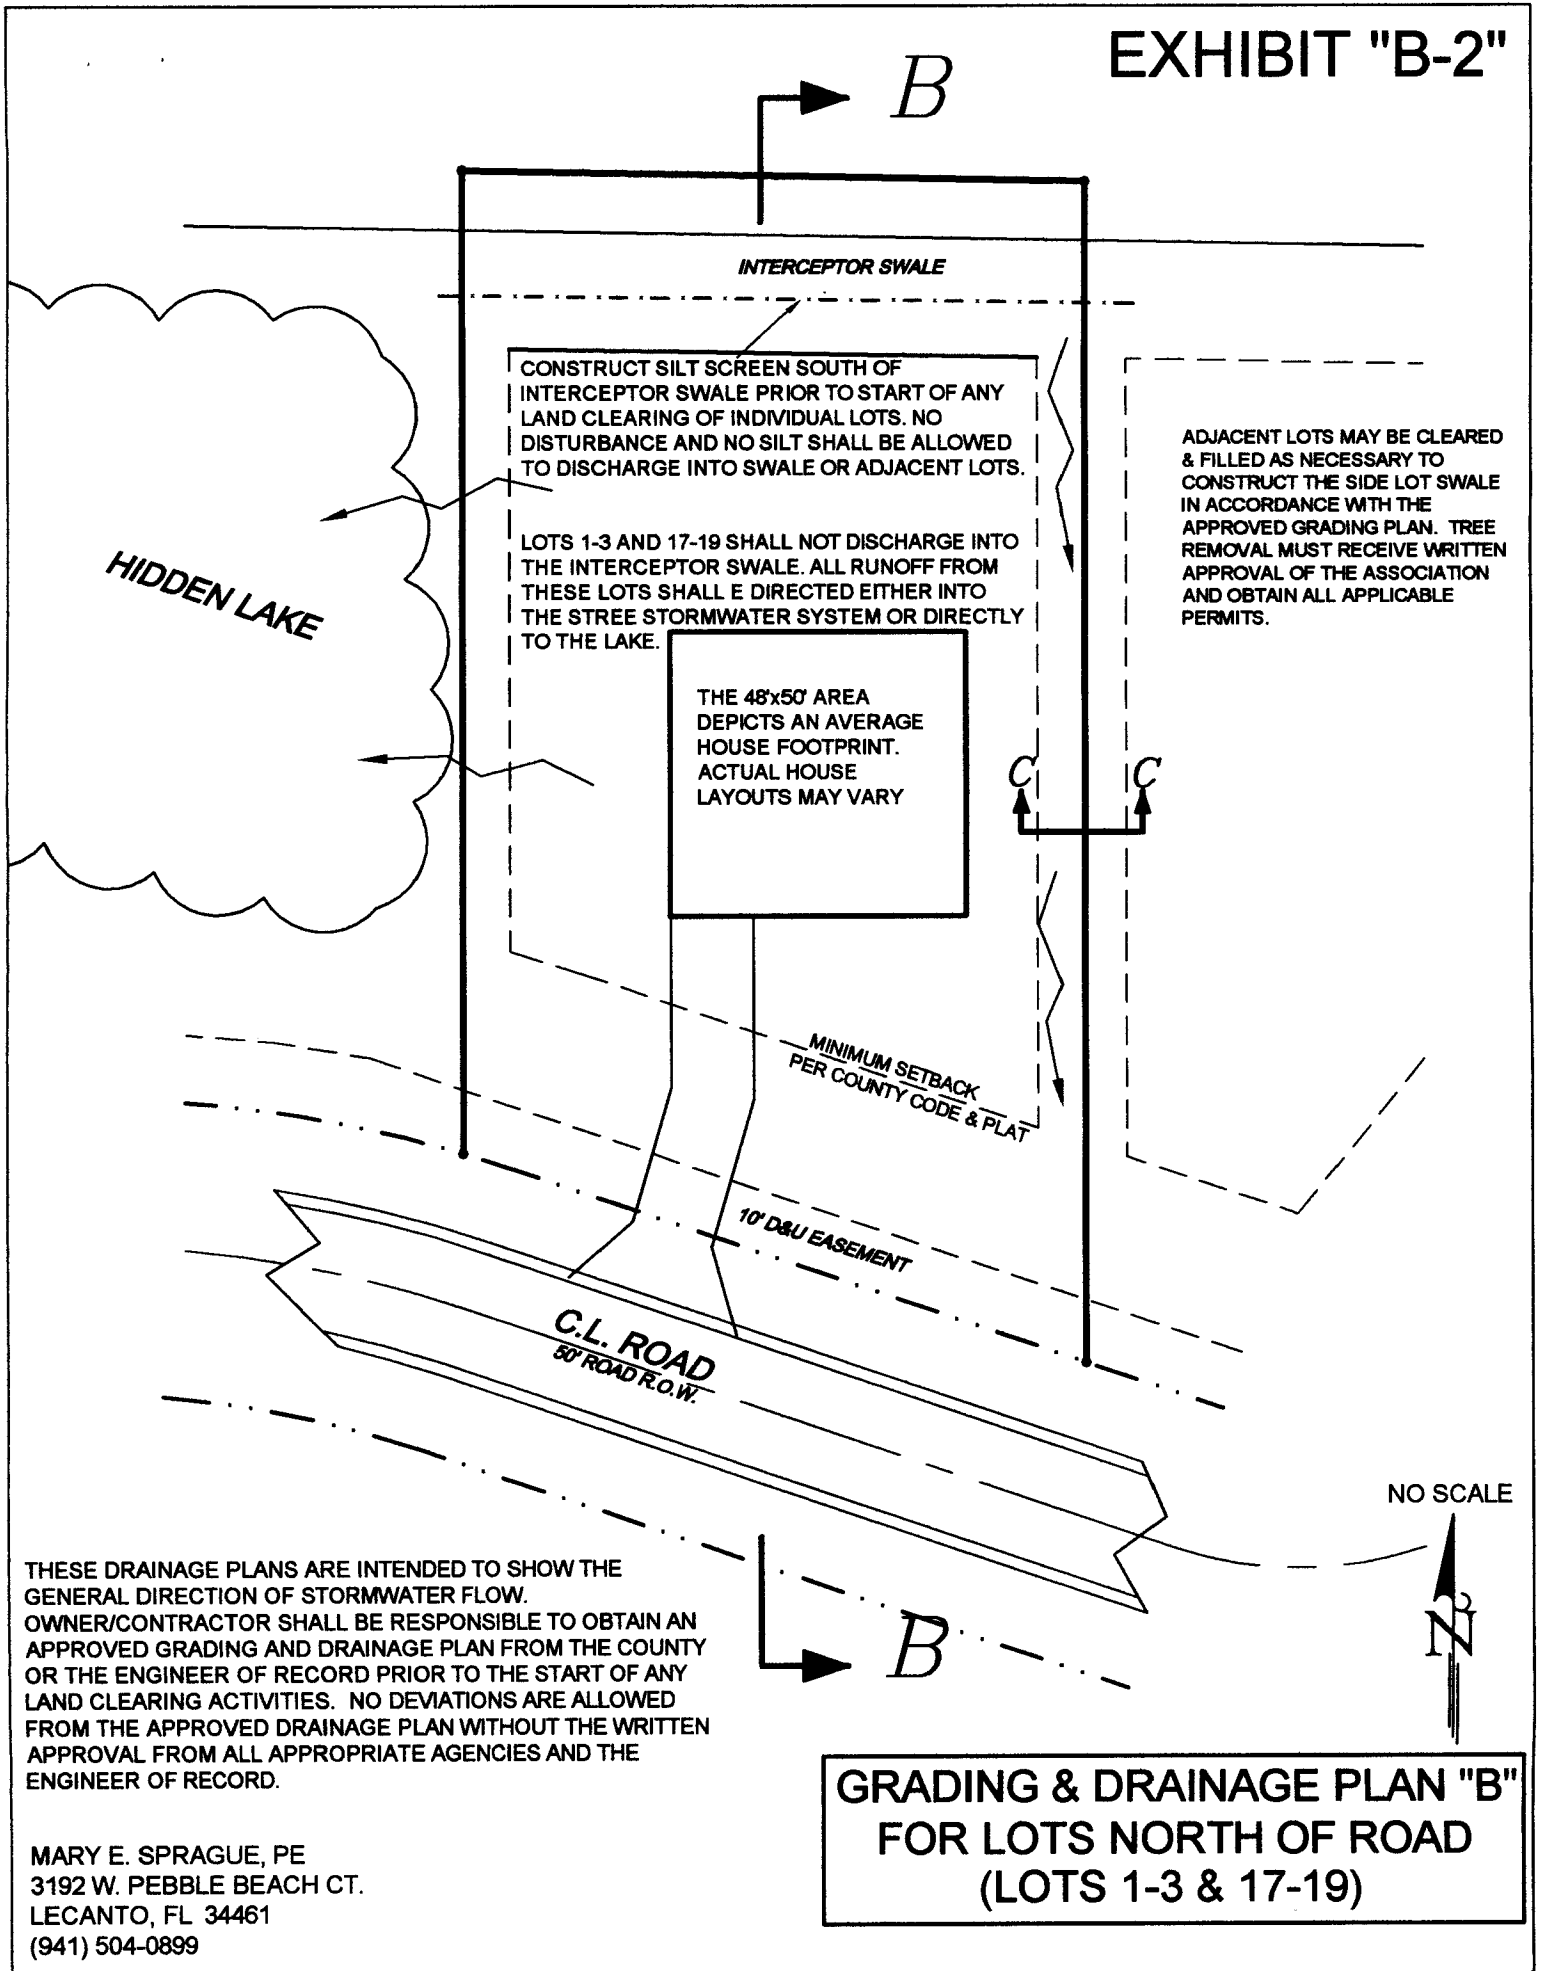 EXHIBIT "B-2"
B
INTERCEPTOR SWALE
CONSTRUCT SILT SCREEN SOUTH OF
INTERCEPTOR SWALE PRIOR TO START OF ANY
LAND CLEARING OF INDIVIDUAL LOTS. NO
DISTURBANCE AND NO SILT SHALL BE ALLOWED
TO DISCHARGE INTO SWALE OR ADJACENT LOTS.
ADJACENT LOTS MAY BE CLEARED
& FILLED AS NECESSARY TO
CONSTRUCT THE SIDE LOT SWALE
IN ACCORDANCE WITH THE
APPROVED GRADING PLAN. TREE
REMOVAL MUST RECEIVE WRITTEN
APPROVAL OF THE ASSOCIATION
AND OBTAIN ALL APPLICABLE
PERMITS.
HIDDEN LAKE
LOTS 1-3 AND 17-19 SHALL NOT DISCHARGE INTO
THE INTERCEPTOR SWALE. ALL RUNOFF FROM
THESE LOTS SHALL E DIRECTED EITHER INTO
THE STREE STORMWATER SYSTEM OR DIRECTLY
TO THE LAKE.
THE 48'x50' AREA
DEPICTS AN AVERAGE
HOUSE FOOTPRINT.
ACTUAL HOUSE
LAYOUTS MAY VARY
C C
MINIMUM SETBACK
PER COUNTY CODE & PLAT
10' D&U EASEMENT
C.L. ROAD
50' ROAD R.O.W.
NO SCALE
N
B
THESE DRAINAGE PLANS ARE INTENDED TO SHOW THE
GENERAL DIRECTION OF STORMWATER FLOW.
OWNER/CONTRACTOR SHALL BE RESPONSIBLE TO OBTAIN AN
APPROVED GRADING AND DRAINAGE PLAN FROM THE COUNTY
OR THE ENGINEER OF RECORD PRIOR TO THE START OF ANY
LAND CLEARING ACTIVITIES. NO DEVIATIONS ARE ALLOWED
FROM THE APPROVED DRAINAGE PLAN WITHOUT THE WRITTEN
APPROVAL FROM ALL APPROPRIATE AGENCIES AND THE
ENGINEER OF RECORD.
MARY E. SPRAGUE, PE
3192 W. PEBBLE BEACH CT.
LECANTO, FL 34461
(941) 504-0899
GRADING & DRAINAGE PLAN "B"
FOR LOTS NORTH OF ROAD
(LOTS 1-3 & 17-19)